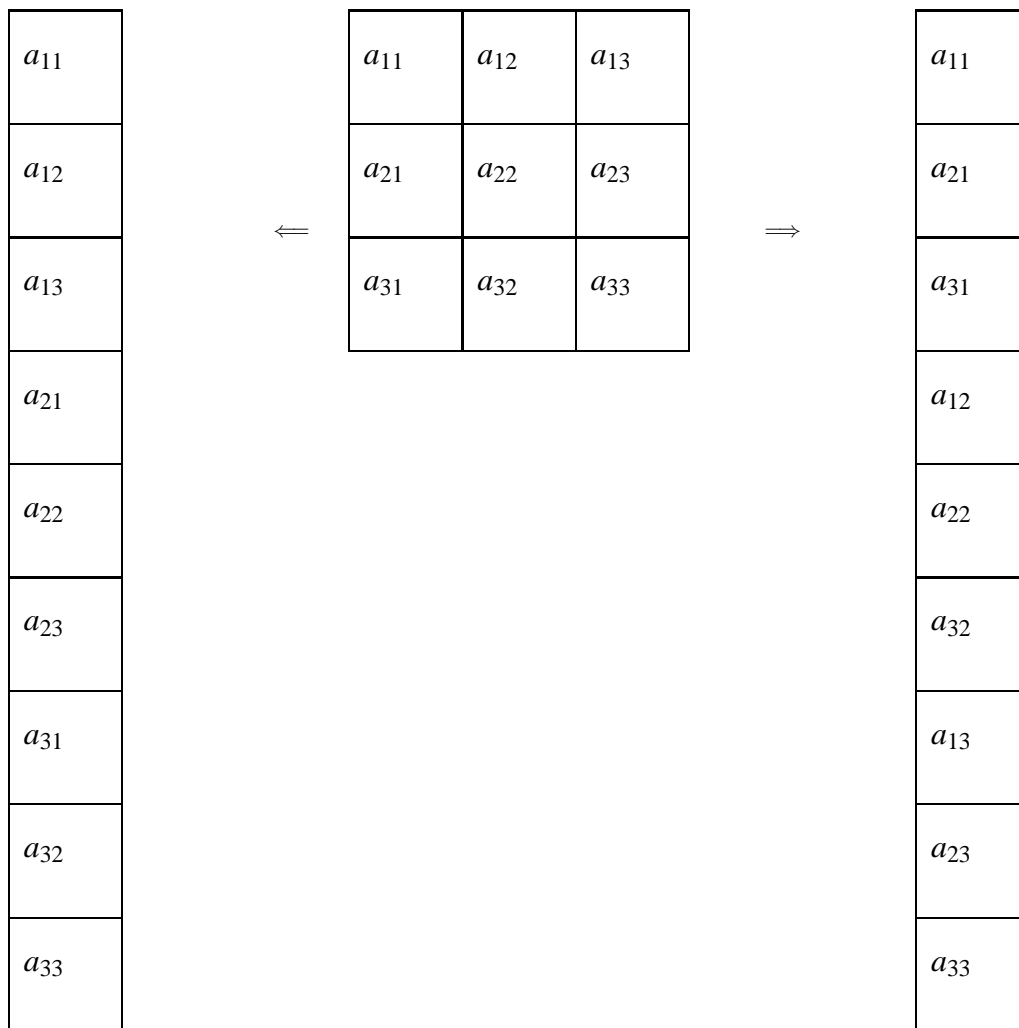 a11 a11 a12 a13 a11
a12 a21 a22 a23 a21
⇐ ⇒
a13 a31 a32 a33 a31
a21 a12
a22 a22
a23 a32
a31 a13
a32 a23
a33 a33